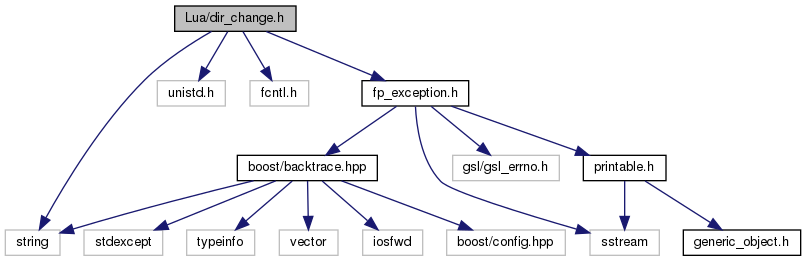 Lua/dir_change.h
unistd.h
fcntl.h
fp_exception.h
boost/backtrace.hpp
gsl/gsl_errno.h
printable.h
string
stdexcept
typeinfo
vector
iosfwd
boost/config.hpp
sstream
generic_object.h